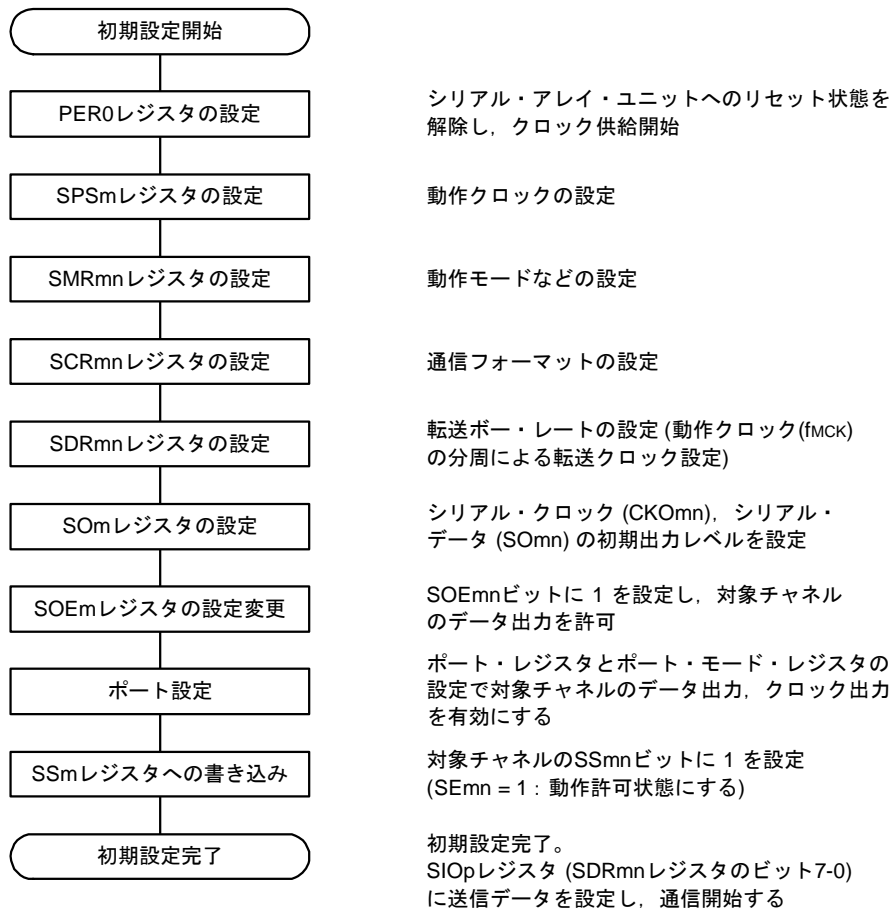 初期設定開始
PER0レジスタの設定
シリアル・アレイ・ユニットへのリセット状態を
解除し，クロック供給開始
SPSmレジスタの設定
動作クロックの設定
SMRmnレジスタの設定
動作モードなどの設定
SCRmnレジスタの設定
通信フォーマットの設定
SDRmnレジスタの設定
転送ボー・レートの設定 (動作クロック(fMCK)
の分周による転送クロック設定)
SOmレジスタの設定
シリアル・クロック (CKOmn)，シリアル・
データ (SOmn) の初期出力レベルを設定
SOEmレジスタの設定変更
SOEmnビットに 1 を設定し，対象チャネル
のデータ出力を許可
ポート設定
ポート・レジスタとポート・モード・レジスタの
設定で対象チャネルのデータ出力，クロック出力
を有効にする
SSmレジスタへの書き込み
対象チャネルのSSmnビットに 1 を設定
(SEmn = 1：動作許可状態にする)
初期設定完了
初期設定完了。
SIOpレジスタ (SDRmnレジスタのビット7-0)
に送信データを設定し，通信開始する